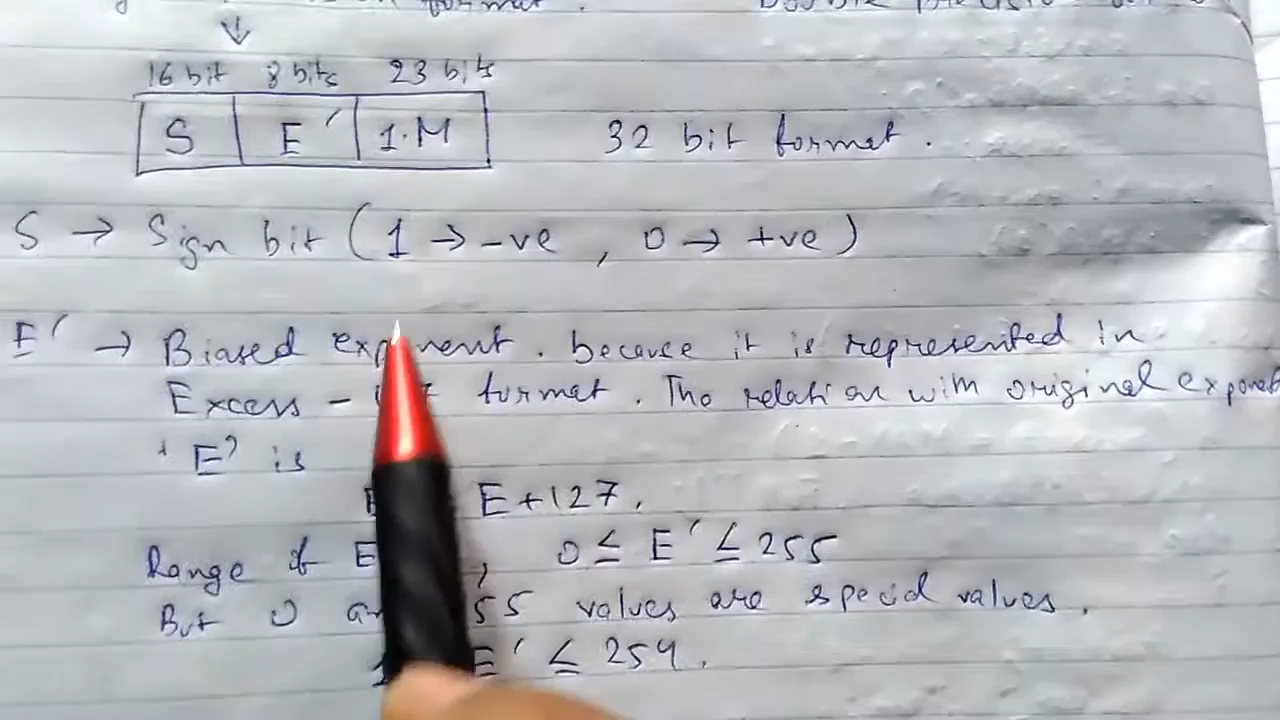 format.
16 bit 8 bits 23 bits
S E′ 1.M 32 bit format.
S → Sign bit (1 → -ve, 0 → +ve)
E′ → Biased exponent. because it is represented in
Excess - format. The relation with original exponent
'E' is
E+127.
Range of E , 0 ≤ E′ ≤ 255
But 0 55 values are special values.
E′ ≤ 254.